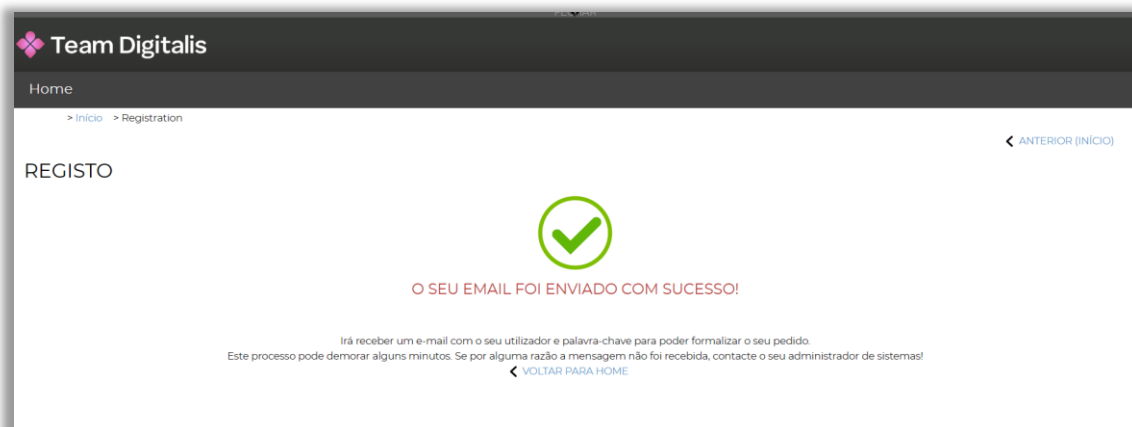 Team Digitalis
Home
> Início > Registration
ANTERIOR (INÍCIO)
REGISTO
O SEU EMAIL FOI ENVIADO COM SUCESSO!
Irá receber um e-mail com o seu utilizador e palavra-chave para poder formalizar o seu pedido.
Este processo pode demorar alguns minutos. Se por alguma razão a mensagem não foi recebida, contacte o seu administrador de sistemas!
VOLTAR PARA HOME